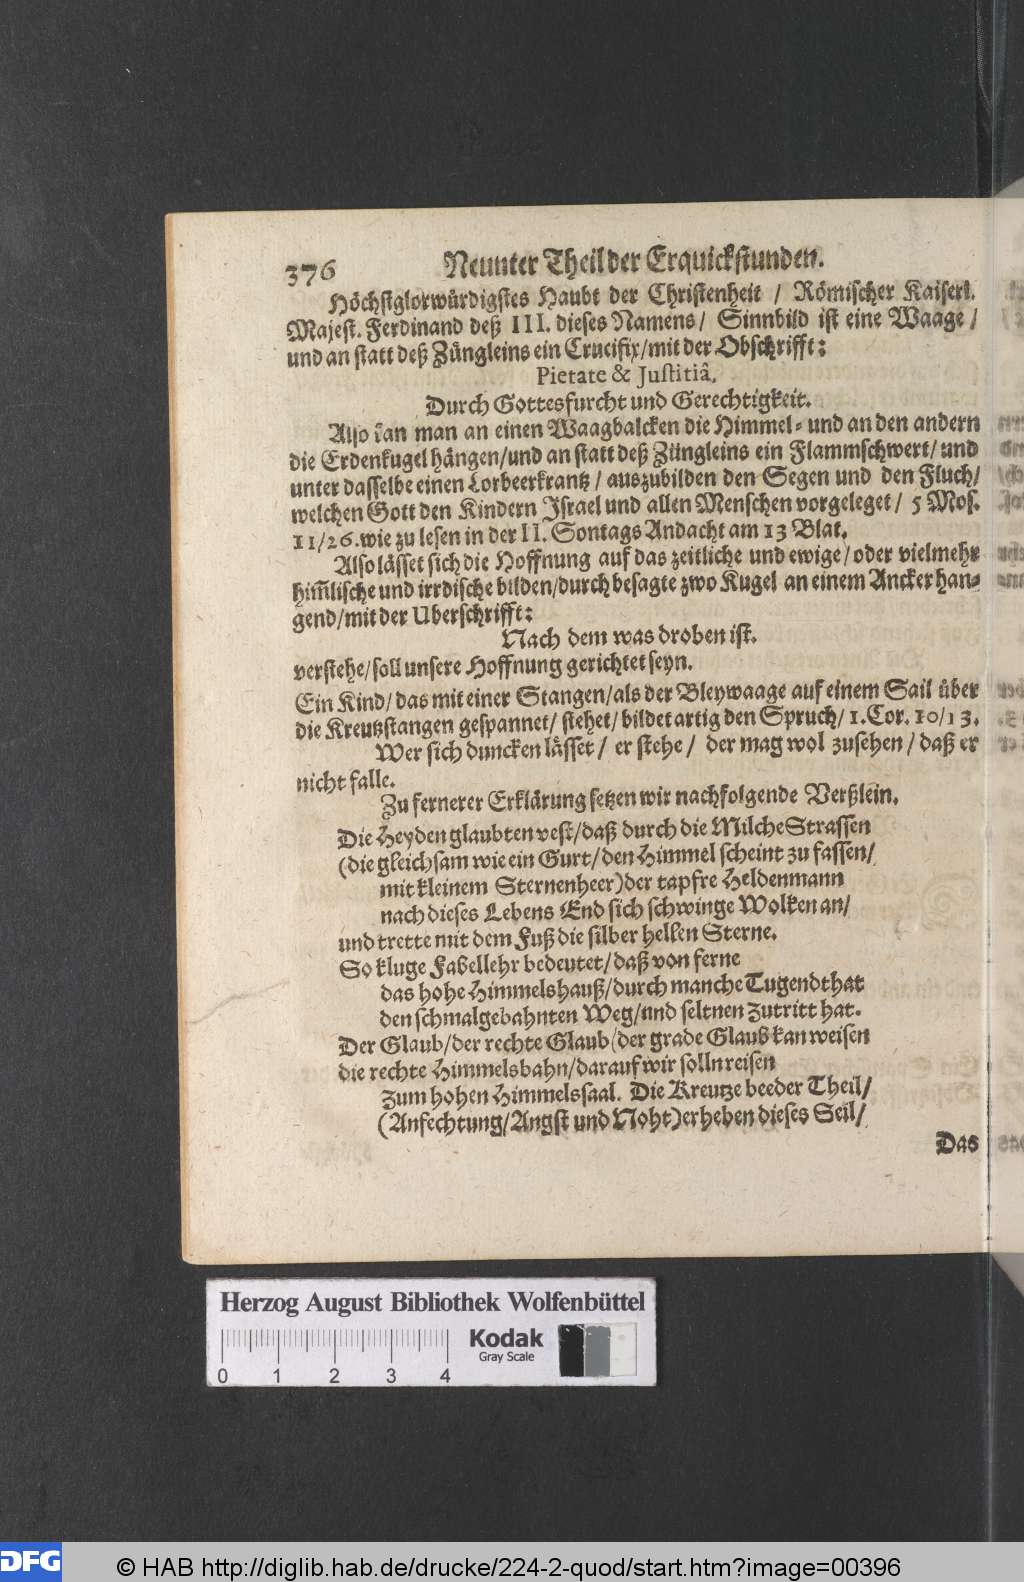 376
Neunter Theil der Erquickstunden.
Höchstglorwürdigstes Haubt der Christenheit / Römischer Kaiserl.
Majest. Ferdinand deß III. dieses Namens / Sinnbild ist eine Waage /
und an statt deß Züngleins ein Crucifix / mit der Obschrifft:
Pietate & Justitiâ,
Durch Gottesfurcht und Gerechtigkeit.
Also kan man an einen Waagbalcken die Himmel- und an den andern
die Erdenkugel hängen / und an statt deß Züngleins ein Flammschwert / und
unter dasselbe einen Lorbeerkrantz / auszubilden den Segen und den Fluch /
welchen Gott den Kindern Israel und allen Menschen vorgeleget / 5 Mos.
11/26. wie zu lesen in der II. Sontags Andacht am 13 Blat.
Also lässet sich die Hoffnung auf das zeitliche und ewige / oder vielmehr
him̃lische und irrdische bilden / durch besagte zwo Kugel an einem Ancker han-
gend / mit der Uberschrifft:
Nach dem was droben ist.
verstehe / soll unsere Hoffnung gerichtet seyn.
Ein Kind / das mit einer Stangen / als der Bleywaage auf einem Sail über
die Kreutzstangen gespannet / stehet / bildet artig den Spruch / 1. Cor. 10/13.
Wer sich duncken lässet / er stehe / der mag wol zusehen / daß er
nicht falle.
Zu fernerer Erklärung setzen wir nachfolgende Verßlein.
Die Heyden glaubten vest / daß durch die Milche Strassen
(die gleichsam wie ein Gurt / den Himmel scheint zu fassen /
mit kleinem Sternenheer) der tapfre Heldenmann
nach dieses Lebens End sich schwinge Wolken an /
und trette mit dem Fuß die silber hellen Sterne.
So kluge Fabellehr bedeutet / daß von ferne
das hohe Himmelshauß / durch manche Tugendthat
den schmalgebahnten Weg / und seltnen Zutritt hat.
Der Glaub / der rechte Glaub (der grade Glaub kan weisen
die rechte Himmelsbahn / darauf wir solln reisen
zum hohen Himmelssaal. Die Kreutze beeder Theil /
(Anfechtung / Angst und Noht) erheben dieses Seil /
Das
Herzog August Bibliothek Wolfenbüttel
Kodak
Gray Scale
0 1 2 3 4
DFG
© HAB http://diglib.hab.de/drucke/224-2-quod/start.htm?image=00396